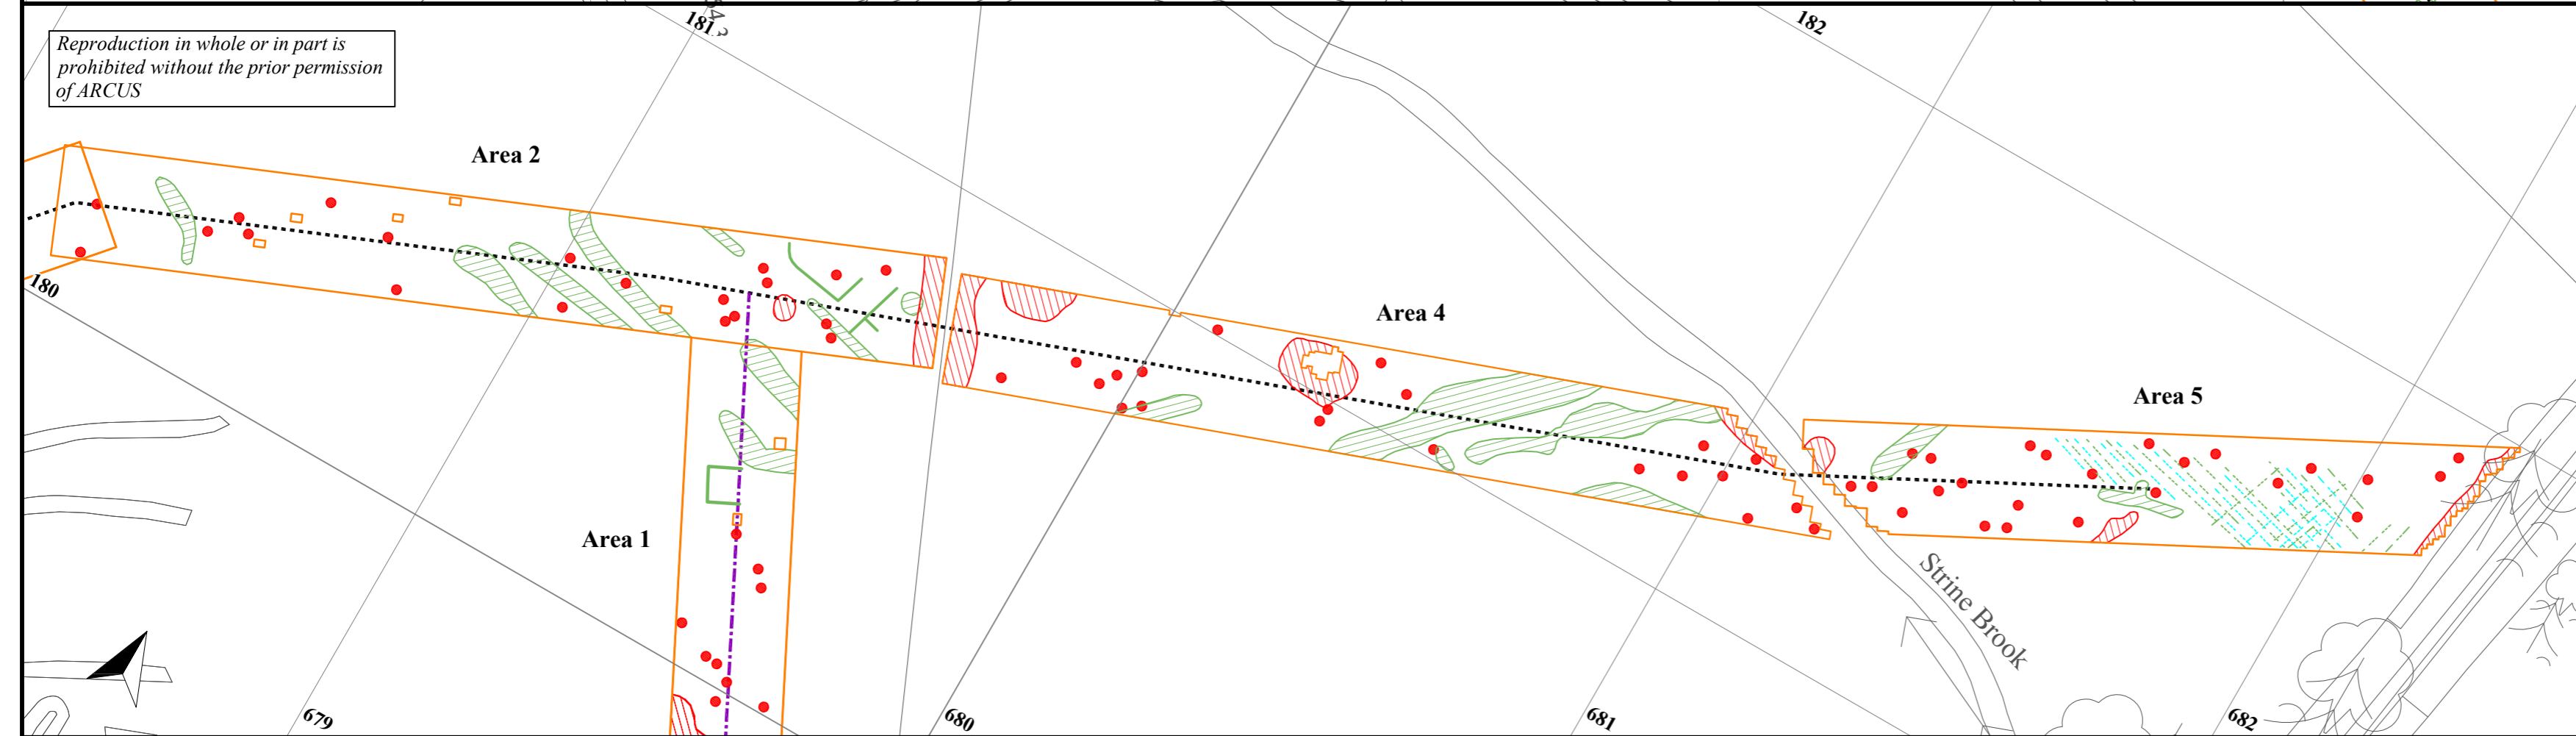 Reproduction in whole or in part is
prohibited without the prior permission
of ARCUS
181
182
Area 2
180
Area 4
Area 5
Area 1
Strine Brook
679
680
681
682